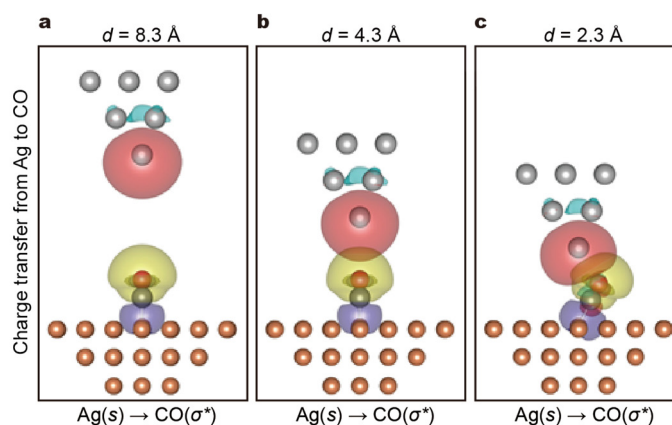 a
d = 8.3 Å
b
d = 4.3 Å
c
d = 2.3 Å
Charge transfer from Ag to CO
Ag(s) → CO(σ*)
Ag(s) → CO(σ*)
Ag(s) → CO(σ*)